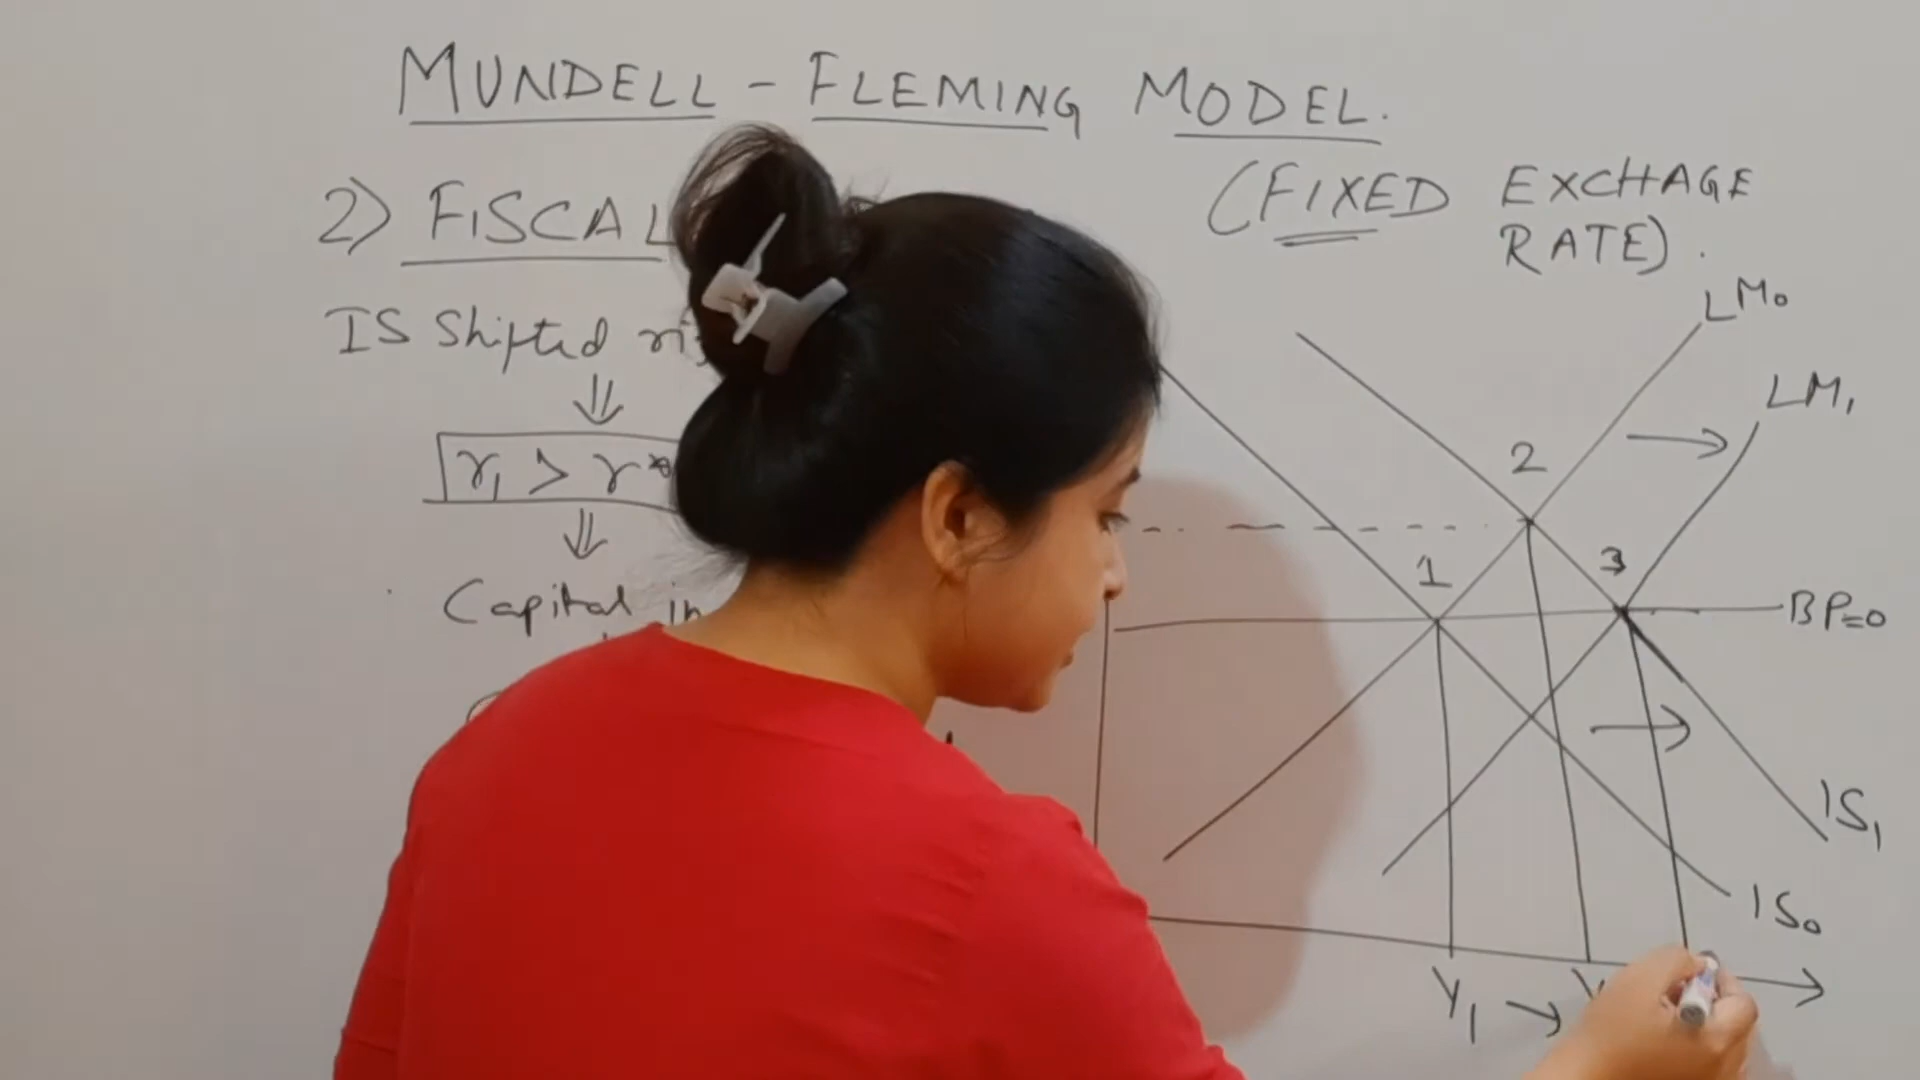 MUNDELL - FLEMING MODEL.
(FIXED EXCHAGE
RATE).
2) FISCAL
IS Shifted
⇓
r₁ > r*
⇓
Capital in
LM₀
LM₁
2
1
3
BP=0
IS₁
IS₀
Y₁ → Y